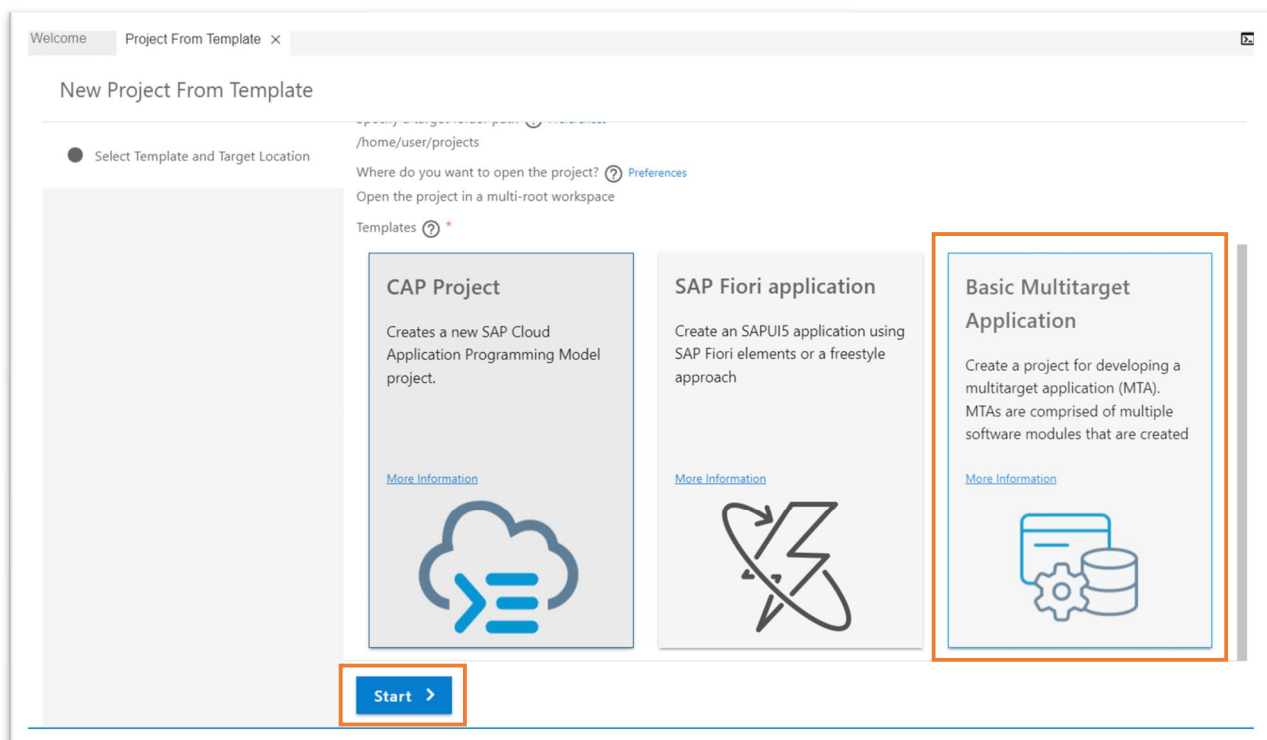 Welcome
Project From Template ×
New Project From Template
Select Template and Target Location
/home/user/projects
Where do you want to open the project? Preferences
Open the project in a multi-root workspace
Templates *
CAP Project
Creates a new SAP Cloud
Application Programming Model
project.
More Information
SAP Fiori application
Create an SAPUI5 application using
SAP Fiori elements or a freestyle
approach
More Information
Basic Multitarget
Application
Create a project for developing a
multitarget application (MTA).
MTAs are comprised of multiple
software modules that are created
More Information
Start